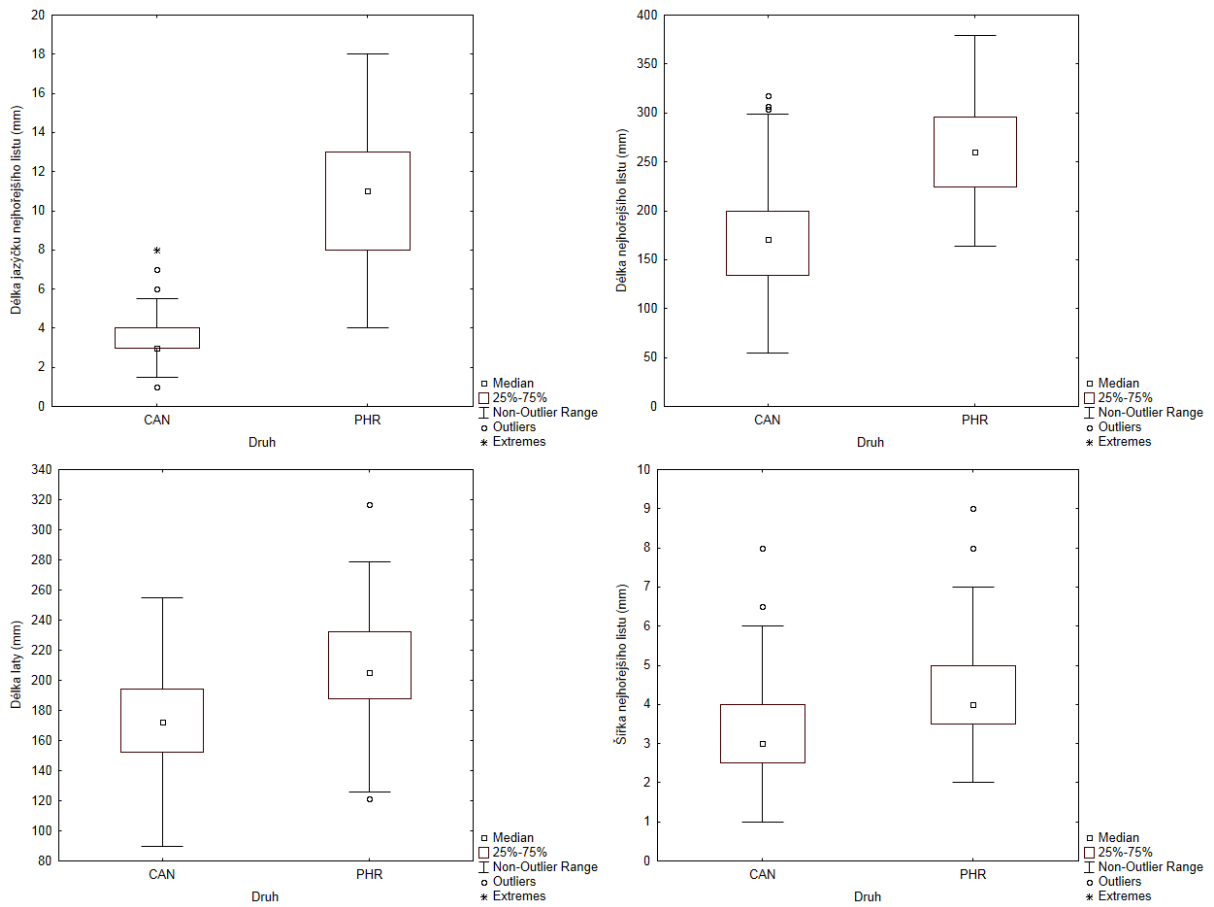 20
18
16
14
12
10
8
6
4
2
0
Délka jazýčku nejhořejšího listu (mm)
CAN PHR
Druh
Median
25%-75%
Non-Outlier Range
Outliers
Extremes
400
350
300
250
200
150
100
50
0
Délka nejhořejšího listu (mm)
CAN PHR
Druh
Median
25%-75%
Non-Outlier Range
Outliers
Extremes
340
320
300
280
260
240
220
200
180
160
140
120
100
80
Délka laty (mm)
CAN PHR
Druh
Median
25%-75%
Non-Outlier Range
Outliers
Extremes
10
9
8
7
6
5
4
3
2
1
0
Šířka nejhořejšího listu (mm)
CAN PHR
Druh
Median
25%-75%
Non-Outlier Range
Outliers
Extremes